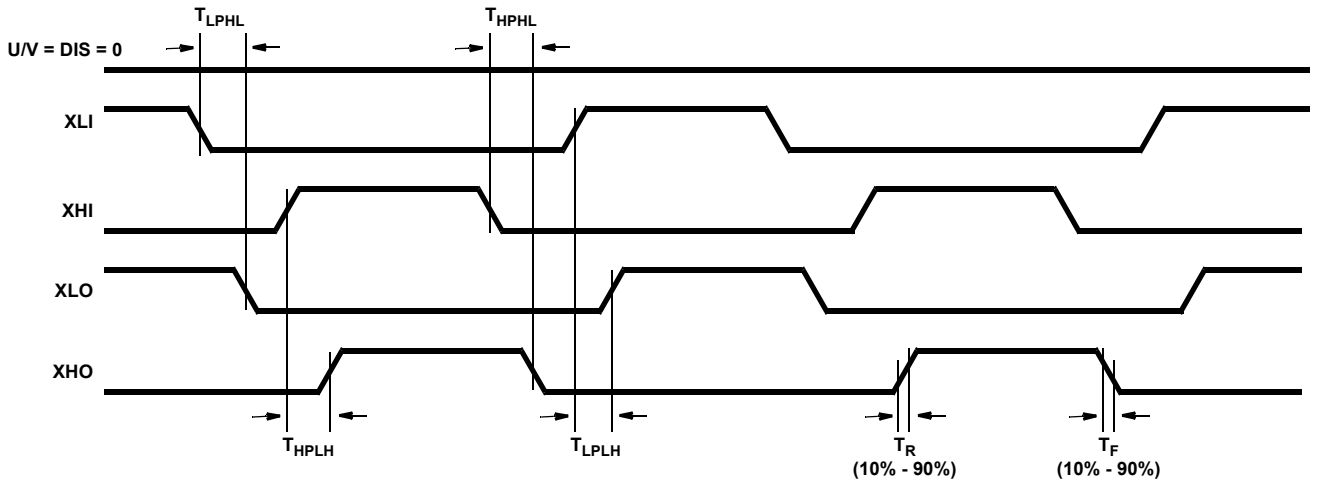 T_LPHL
T_HPHL
U/V = DIS = 0
XLI
XHI
XLO
XHO
T_HPLH
T_LPLH
T_R
(10% - 90%)
T_F
(10% - 90%)